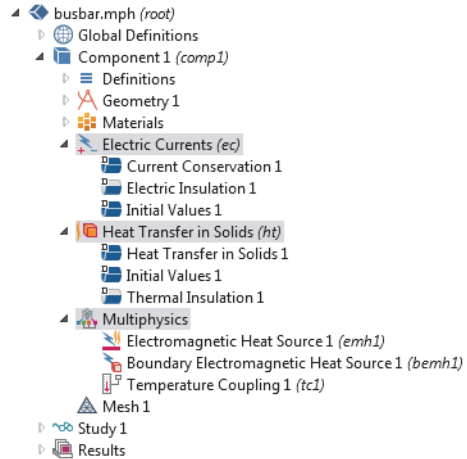 busbar.mph (root)
Global Definitions
Component 1 (comp1)
Definitions
Geometry 1
Materials
Electric Currents (ec)
Current Conservation 1
Electric Insulation 1
Initial Values 1
Heat Transfer in Solids (ht)
Heat Transfer in Solids 1
Initial Values 1
Thermal Insulation 1
Multiphysics
Electromagnetic Heat Source 1 (emh1)
Boundary Electromagnetic Heat Source 1 (bemh1)
Temperature Coupling 1 (tc1)
Mesh 1
Study 1
Results